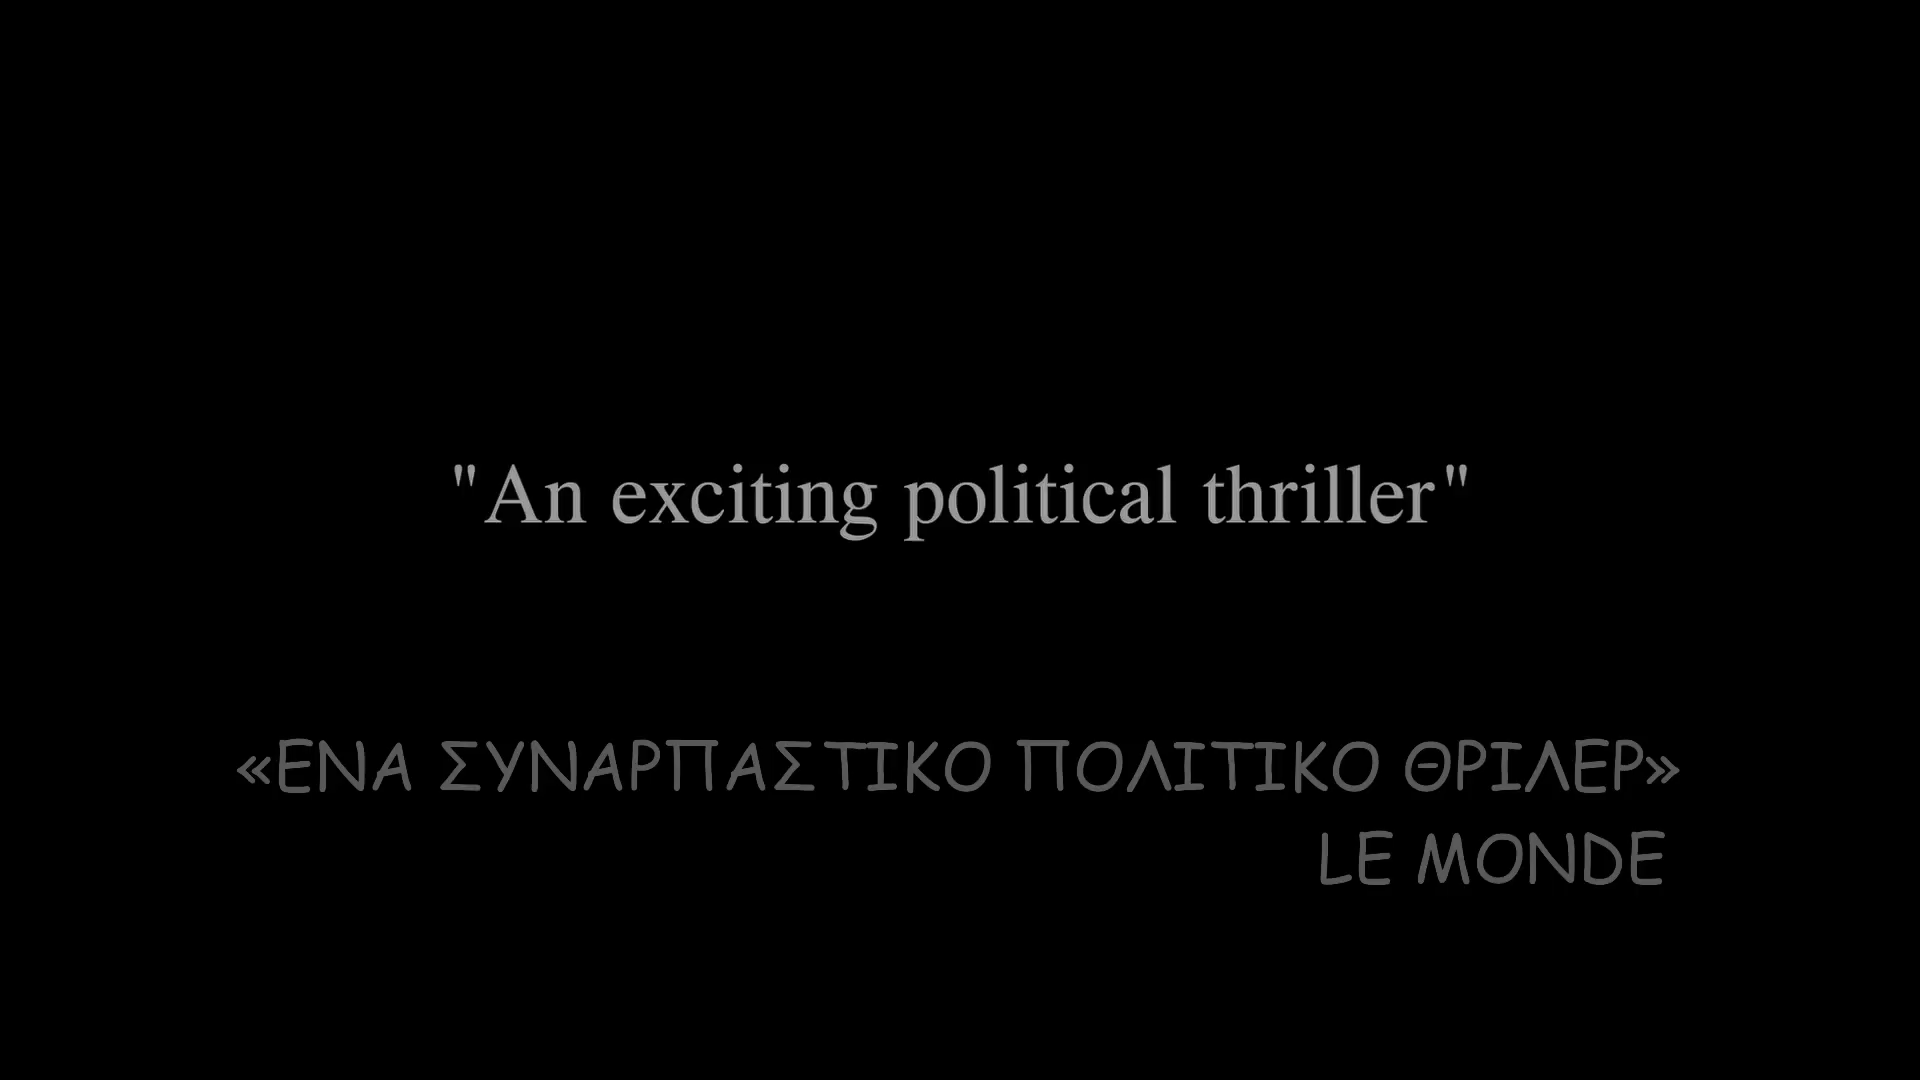 "An exciting political thriller"
«ΕΝΑ ΣΥΝΑΡΠΑΣΤΙΚΟ ΠΟΛΙΤΙΚΟ ΘΡΙΛΕΡ»
LE MONDE